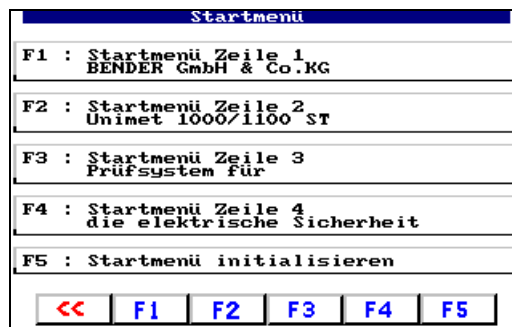 Startmenü
F1 : Startmenü Zeile 1
BENDER GmbH & Co.KG
F2 : Startmenü Zeile 2
Unimet 1000/1100 ST
F3 : Startmenü Zeile 3
Prüfsystem für
F4 : Startmenü Zeile 4
die elektrische Sicherheit
F5 : Startmenü initialisieren
<< F1 F2 F3 F4 F5